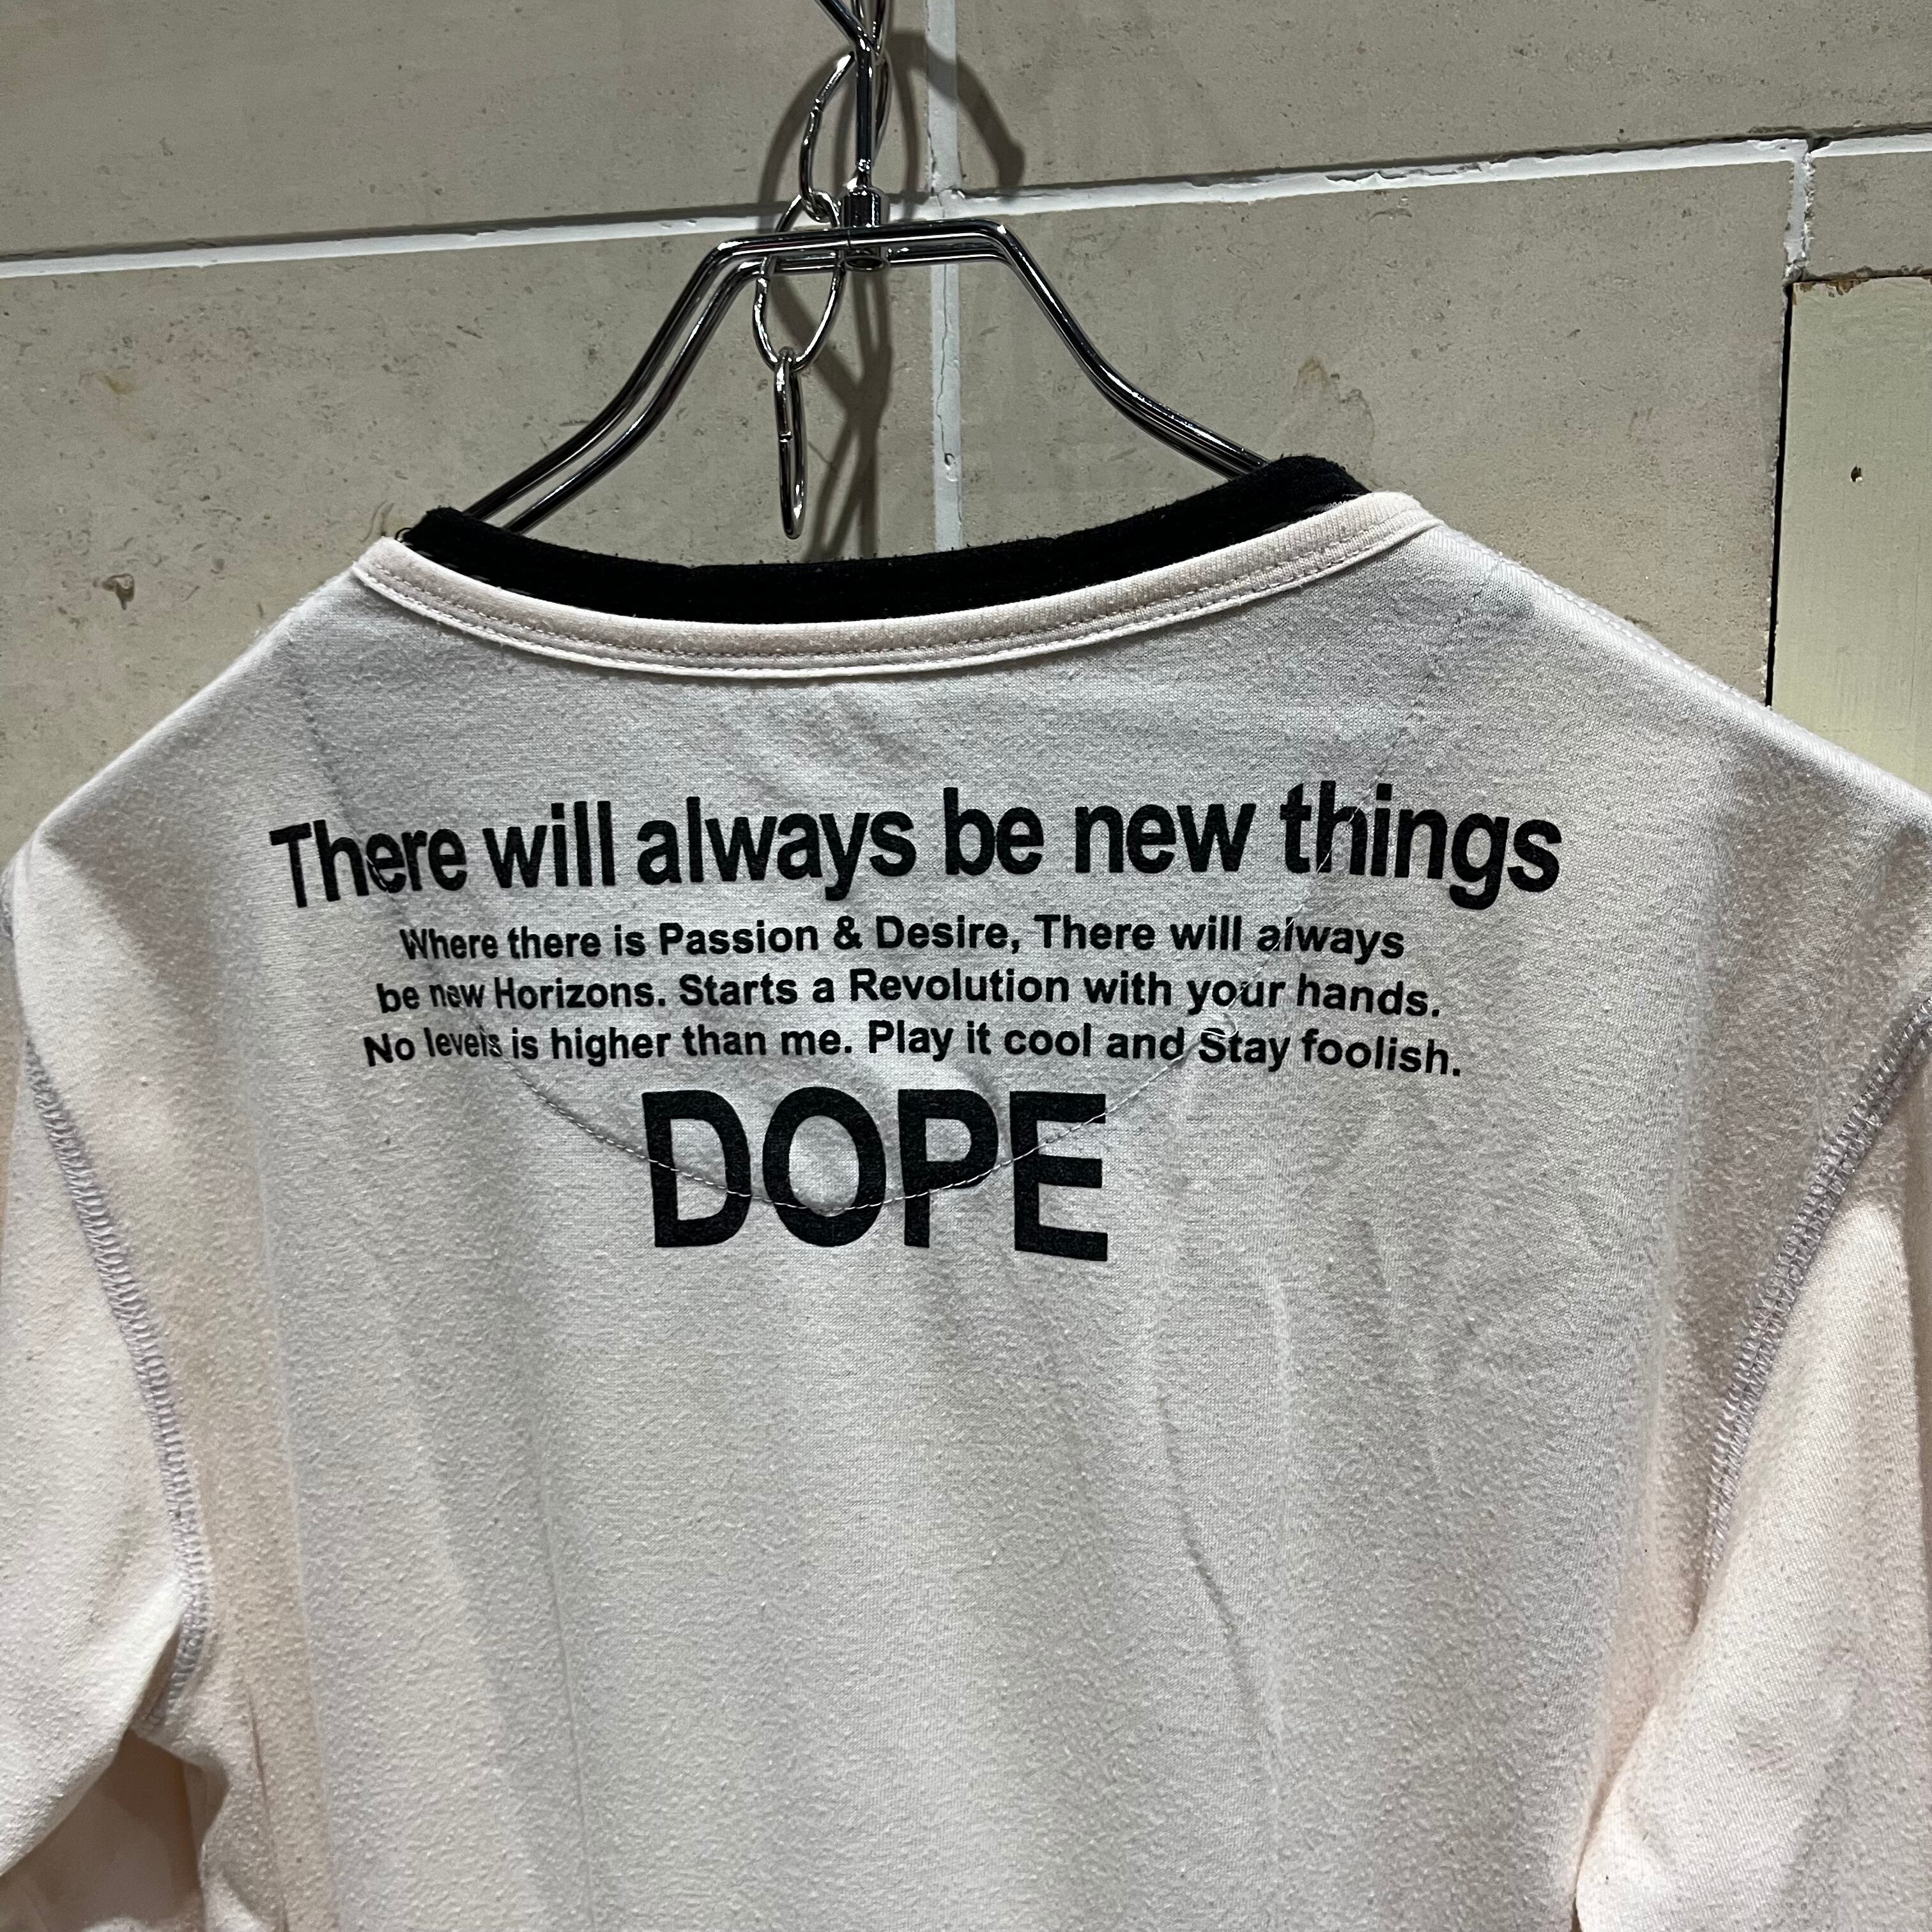 There will always be new things
Where there is Passion & Desire, There will always
be new Horizons. Starts a Revolution with your hands.
No levels is higher than me. Play it cool and Stay foolish.
DOPE